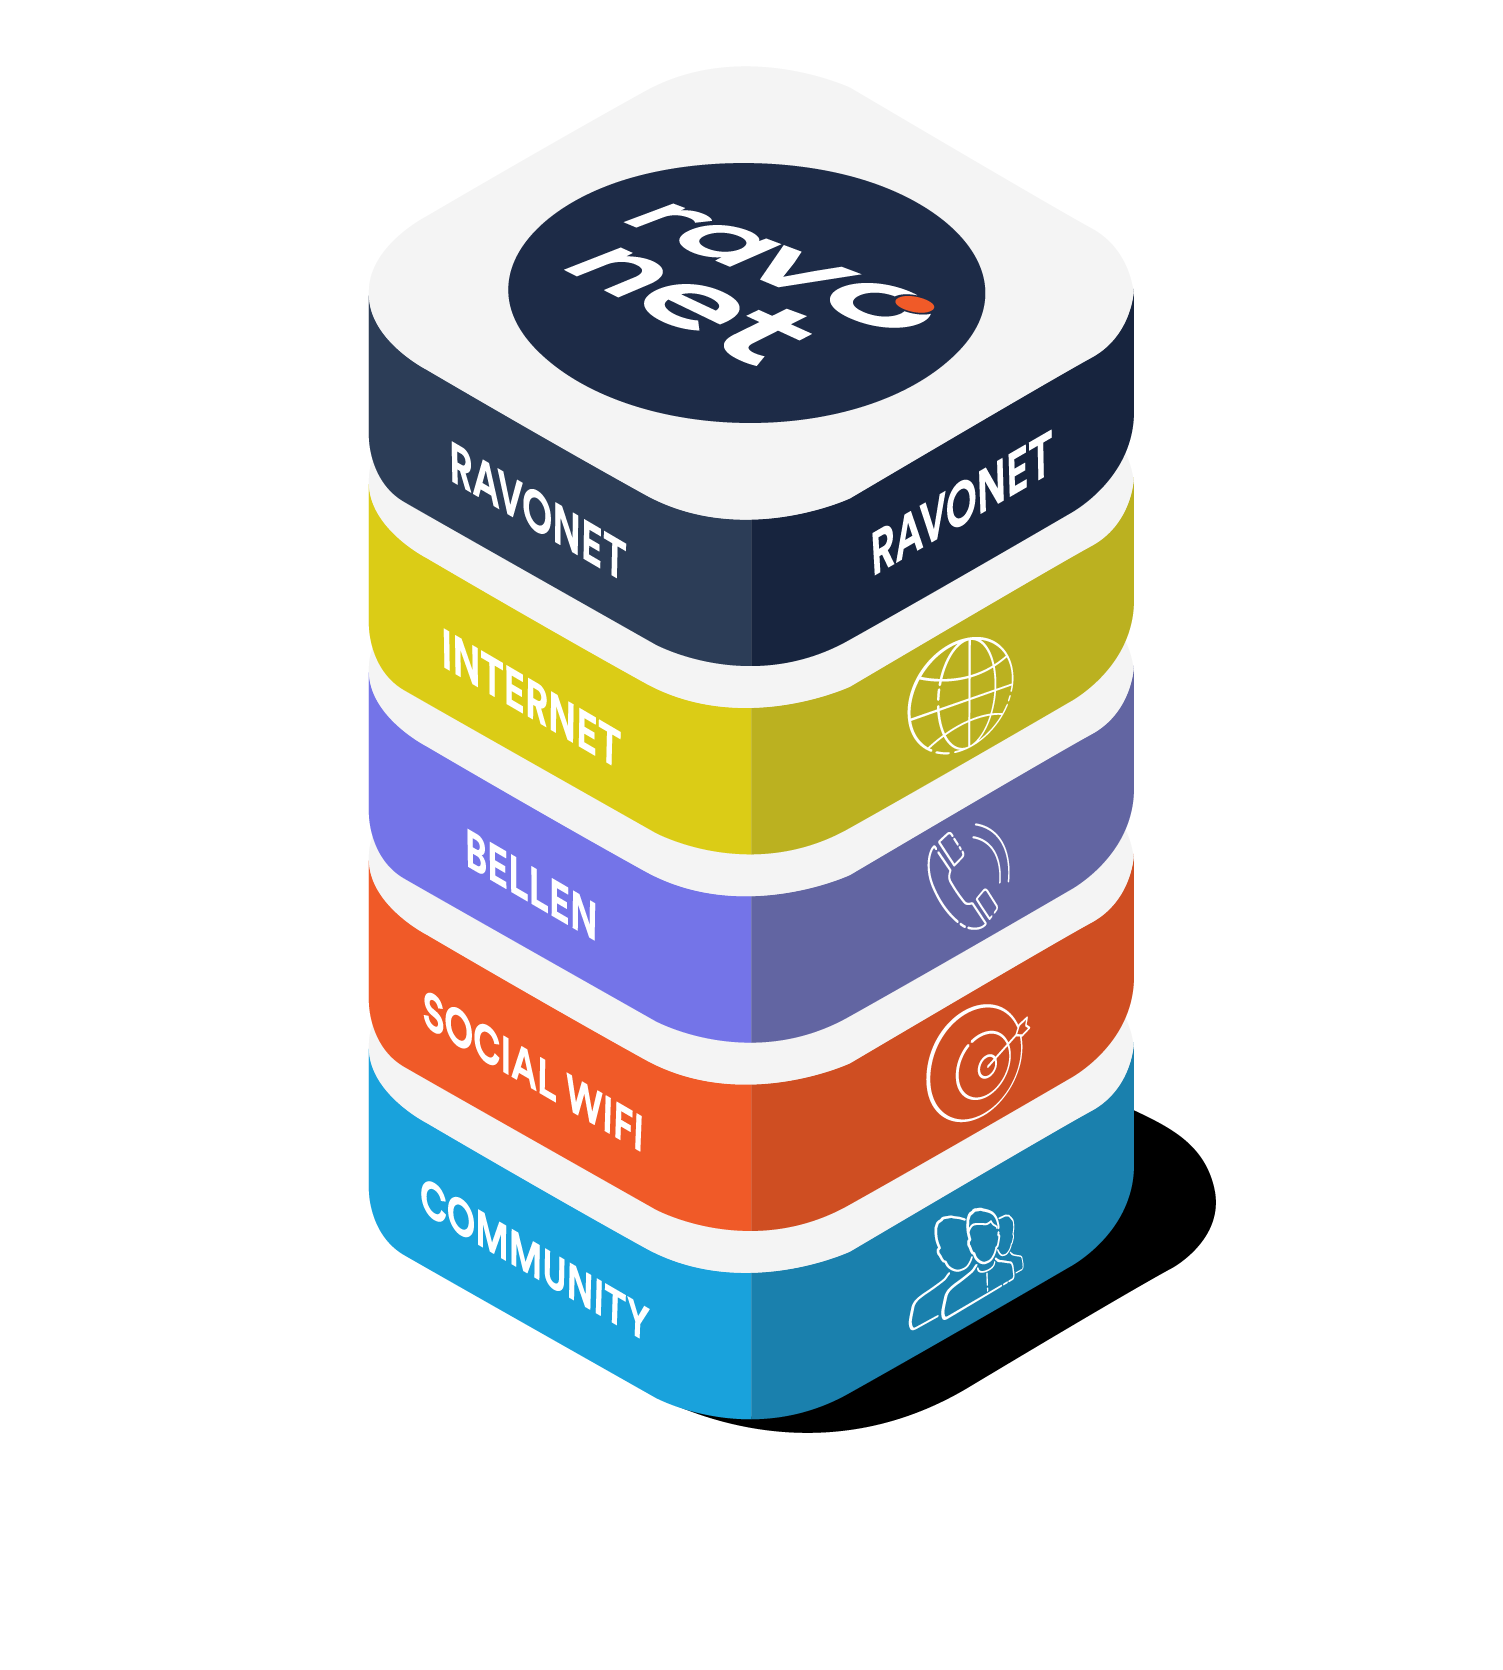 ravo
net
RAVONET
RAVONET
INTERNET
BELLEN
SOCIAL WIFI
COMMUNITY